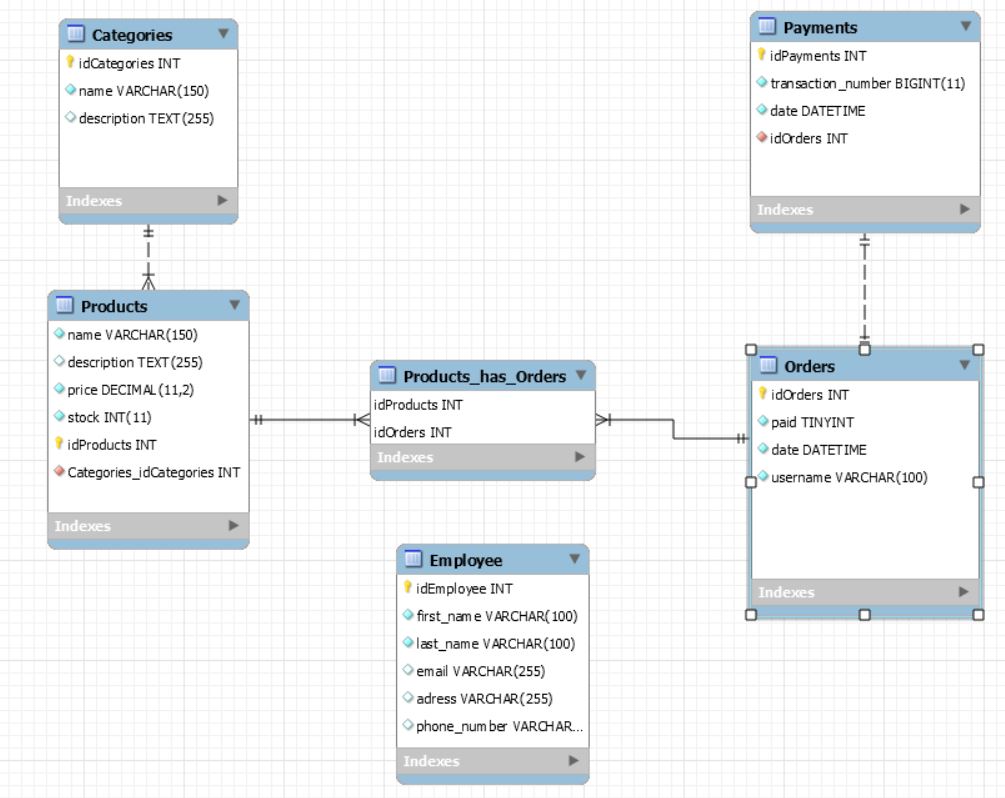 Categories
idCategories INT
name VARCHAR(150)
description TEXT(255)
Indexes
Payments
idPayments INT
transaction_number BIGINT(11)
date DATETIME
idOrders INT
Indexes
Products
name VARCHAR(150)
description TEXT(255)
price DECIMAL(11,2)
stock INT(11)
idProducts INT
Categories_idCategories INT
Indexes
Products_has_Orders
idProducts INT
idOrders INT
Indexes
Orders
idOrders INT
paid TINYINT
date DATETIME
username VARCHAR(100)
Indexes
Employee
idEmployee INT
first_name VARCHAR(100)
last_name VARCHAR(100)
email VARCHAR(255)
adress VARCHAR(255)
phone_number VARCHAR...
Indexes